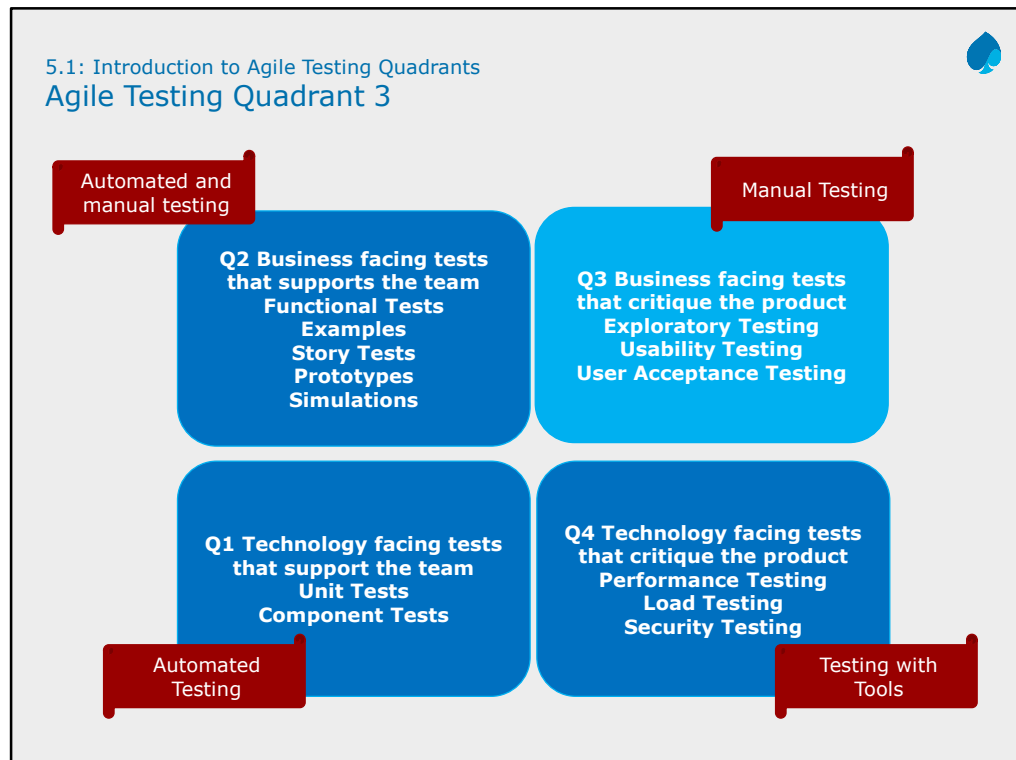 5.1: Introduction to Agile Testing Quadrants
Agile Testing Quadrant 3
Automated and
manual testing
Manual Testing
Q2 Business facing tests
that supports the team
Functional Tests
Examples
Story Tests
Prototypes
Simulations
Q3 Business facing tests
that critique the product
Exploratory Testing
Usability Testing
User Acceptance Testing
Q1 Technology facing tests
that support the team
Unit Tests
Component Tests
Q4 Technology facing tests
that critique the product
Performance Testing
Load Testing
Security Testing
Automated
Testing
Testing with
Tools